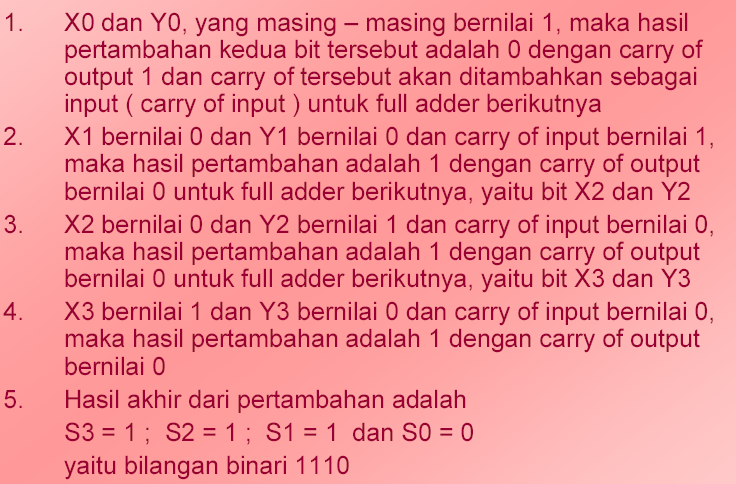 1. X0 dan Y0, yang masing – masing bernilai 1, maka hasil
pertambahan kedua bit tersebut adalah 0 dengan carry of
output 1 dan carry of tersebut akan ditambahkan sebagai
input ( carry of input ) untuk full adder berikutnya
2. X1 bernilai 0 dan Y1 bernilai 0 dan carry of input bernilai 1,
maka hasil pertambahan adalah 1 dengan carry of output
bernilai 0 untuk full adder berikutnya, yaitu bit X2 dan Y2
3. X2 bernilai 0 dan Y2 bernilai 1 dan carry of input bernilai 0,
maka hasil pertambahan adalah 1 dengan carry of output
bernilai 0 untuk full adder berikutnya, yaitu bit X3 dan Y3
4. X3 bernilai 1 dan Y3 bernilai 0 dan carry of input bernilai 0,
maka hasil pertambahan adalah 1 dengan carry of output
bernilai 0
5. Hasil akhir dari pertambahan adalah
S3 = 1 ; S2 = 1 ; S1 = 1 dan S0 = 0
yaitu bilangan binari 1110